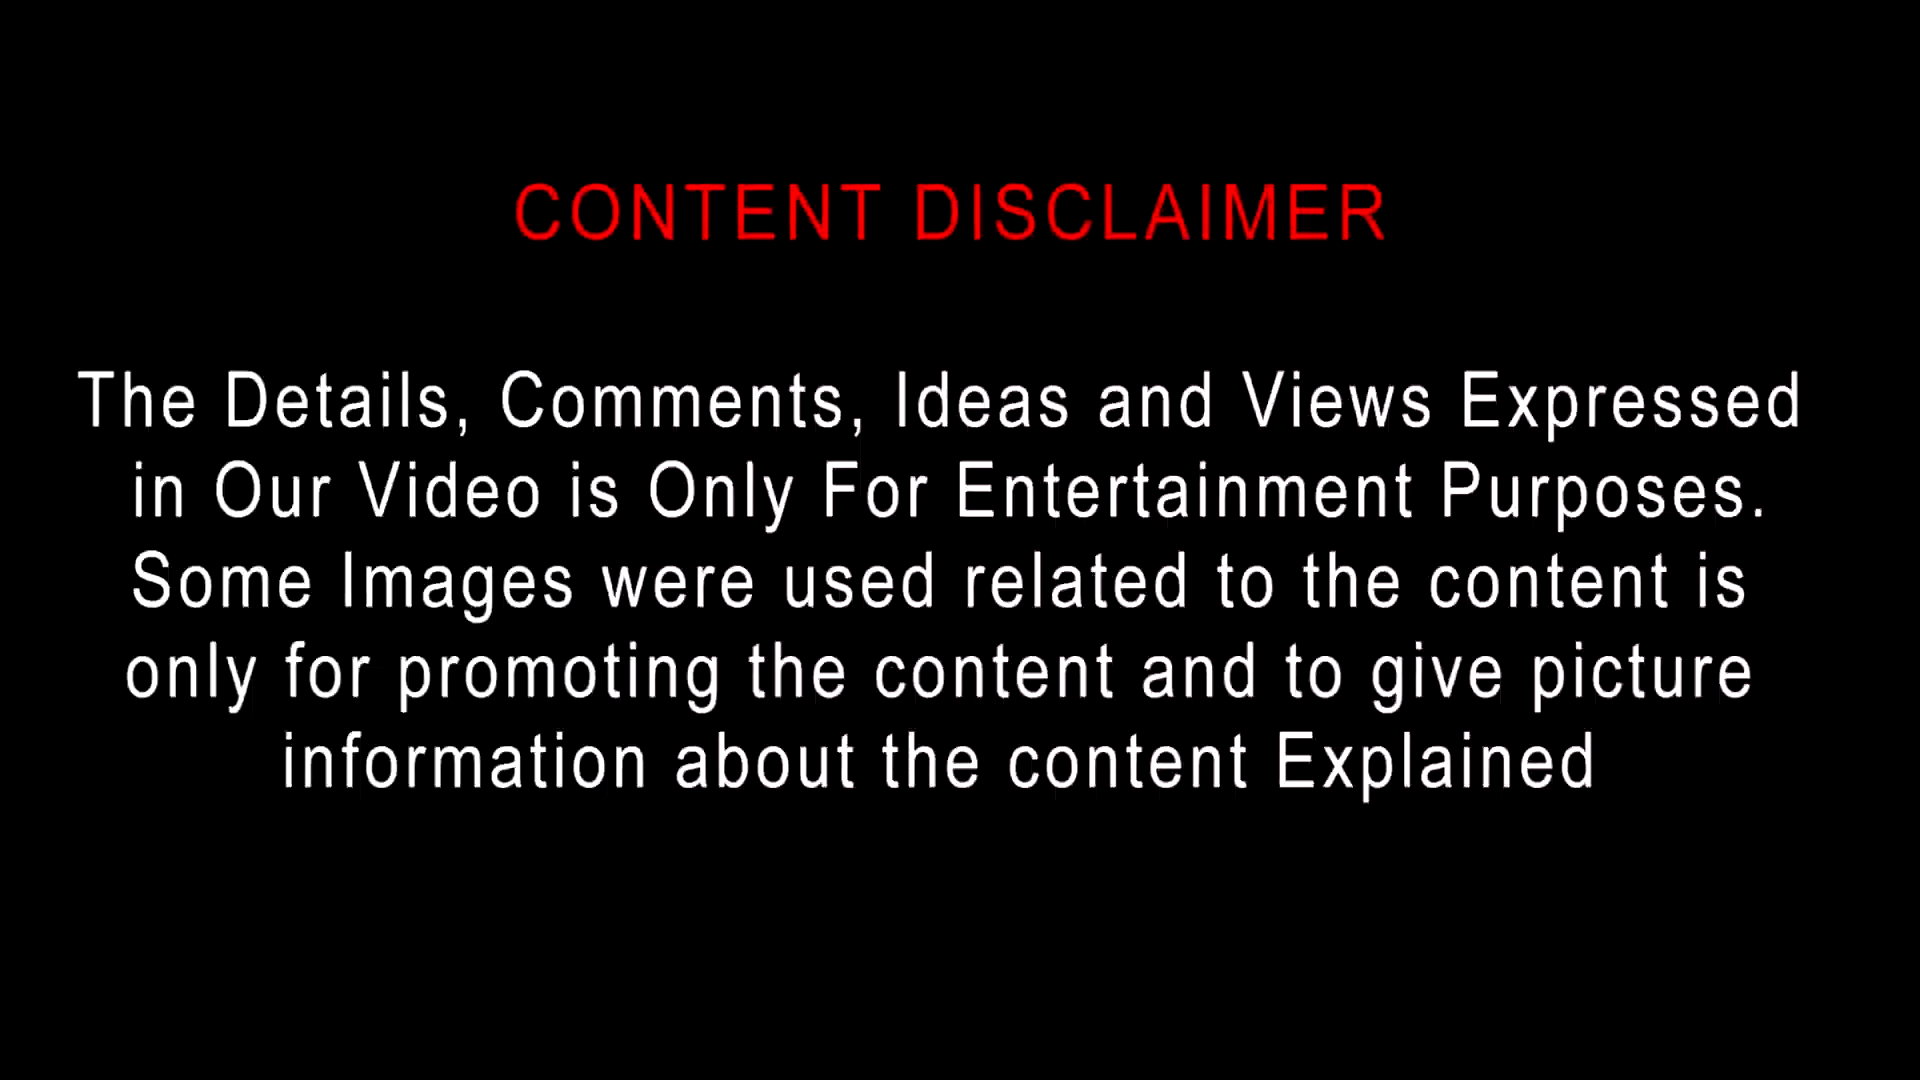 CONTENT DISCLAIMER
The Details, Comments, Ideas and Views Expressed
in Our Video is Only For Entertainment Purposes.
Some Images were used related to the content is
only for promoting the content and to give picture
information about the content Explained